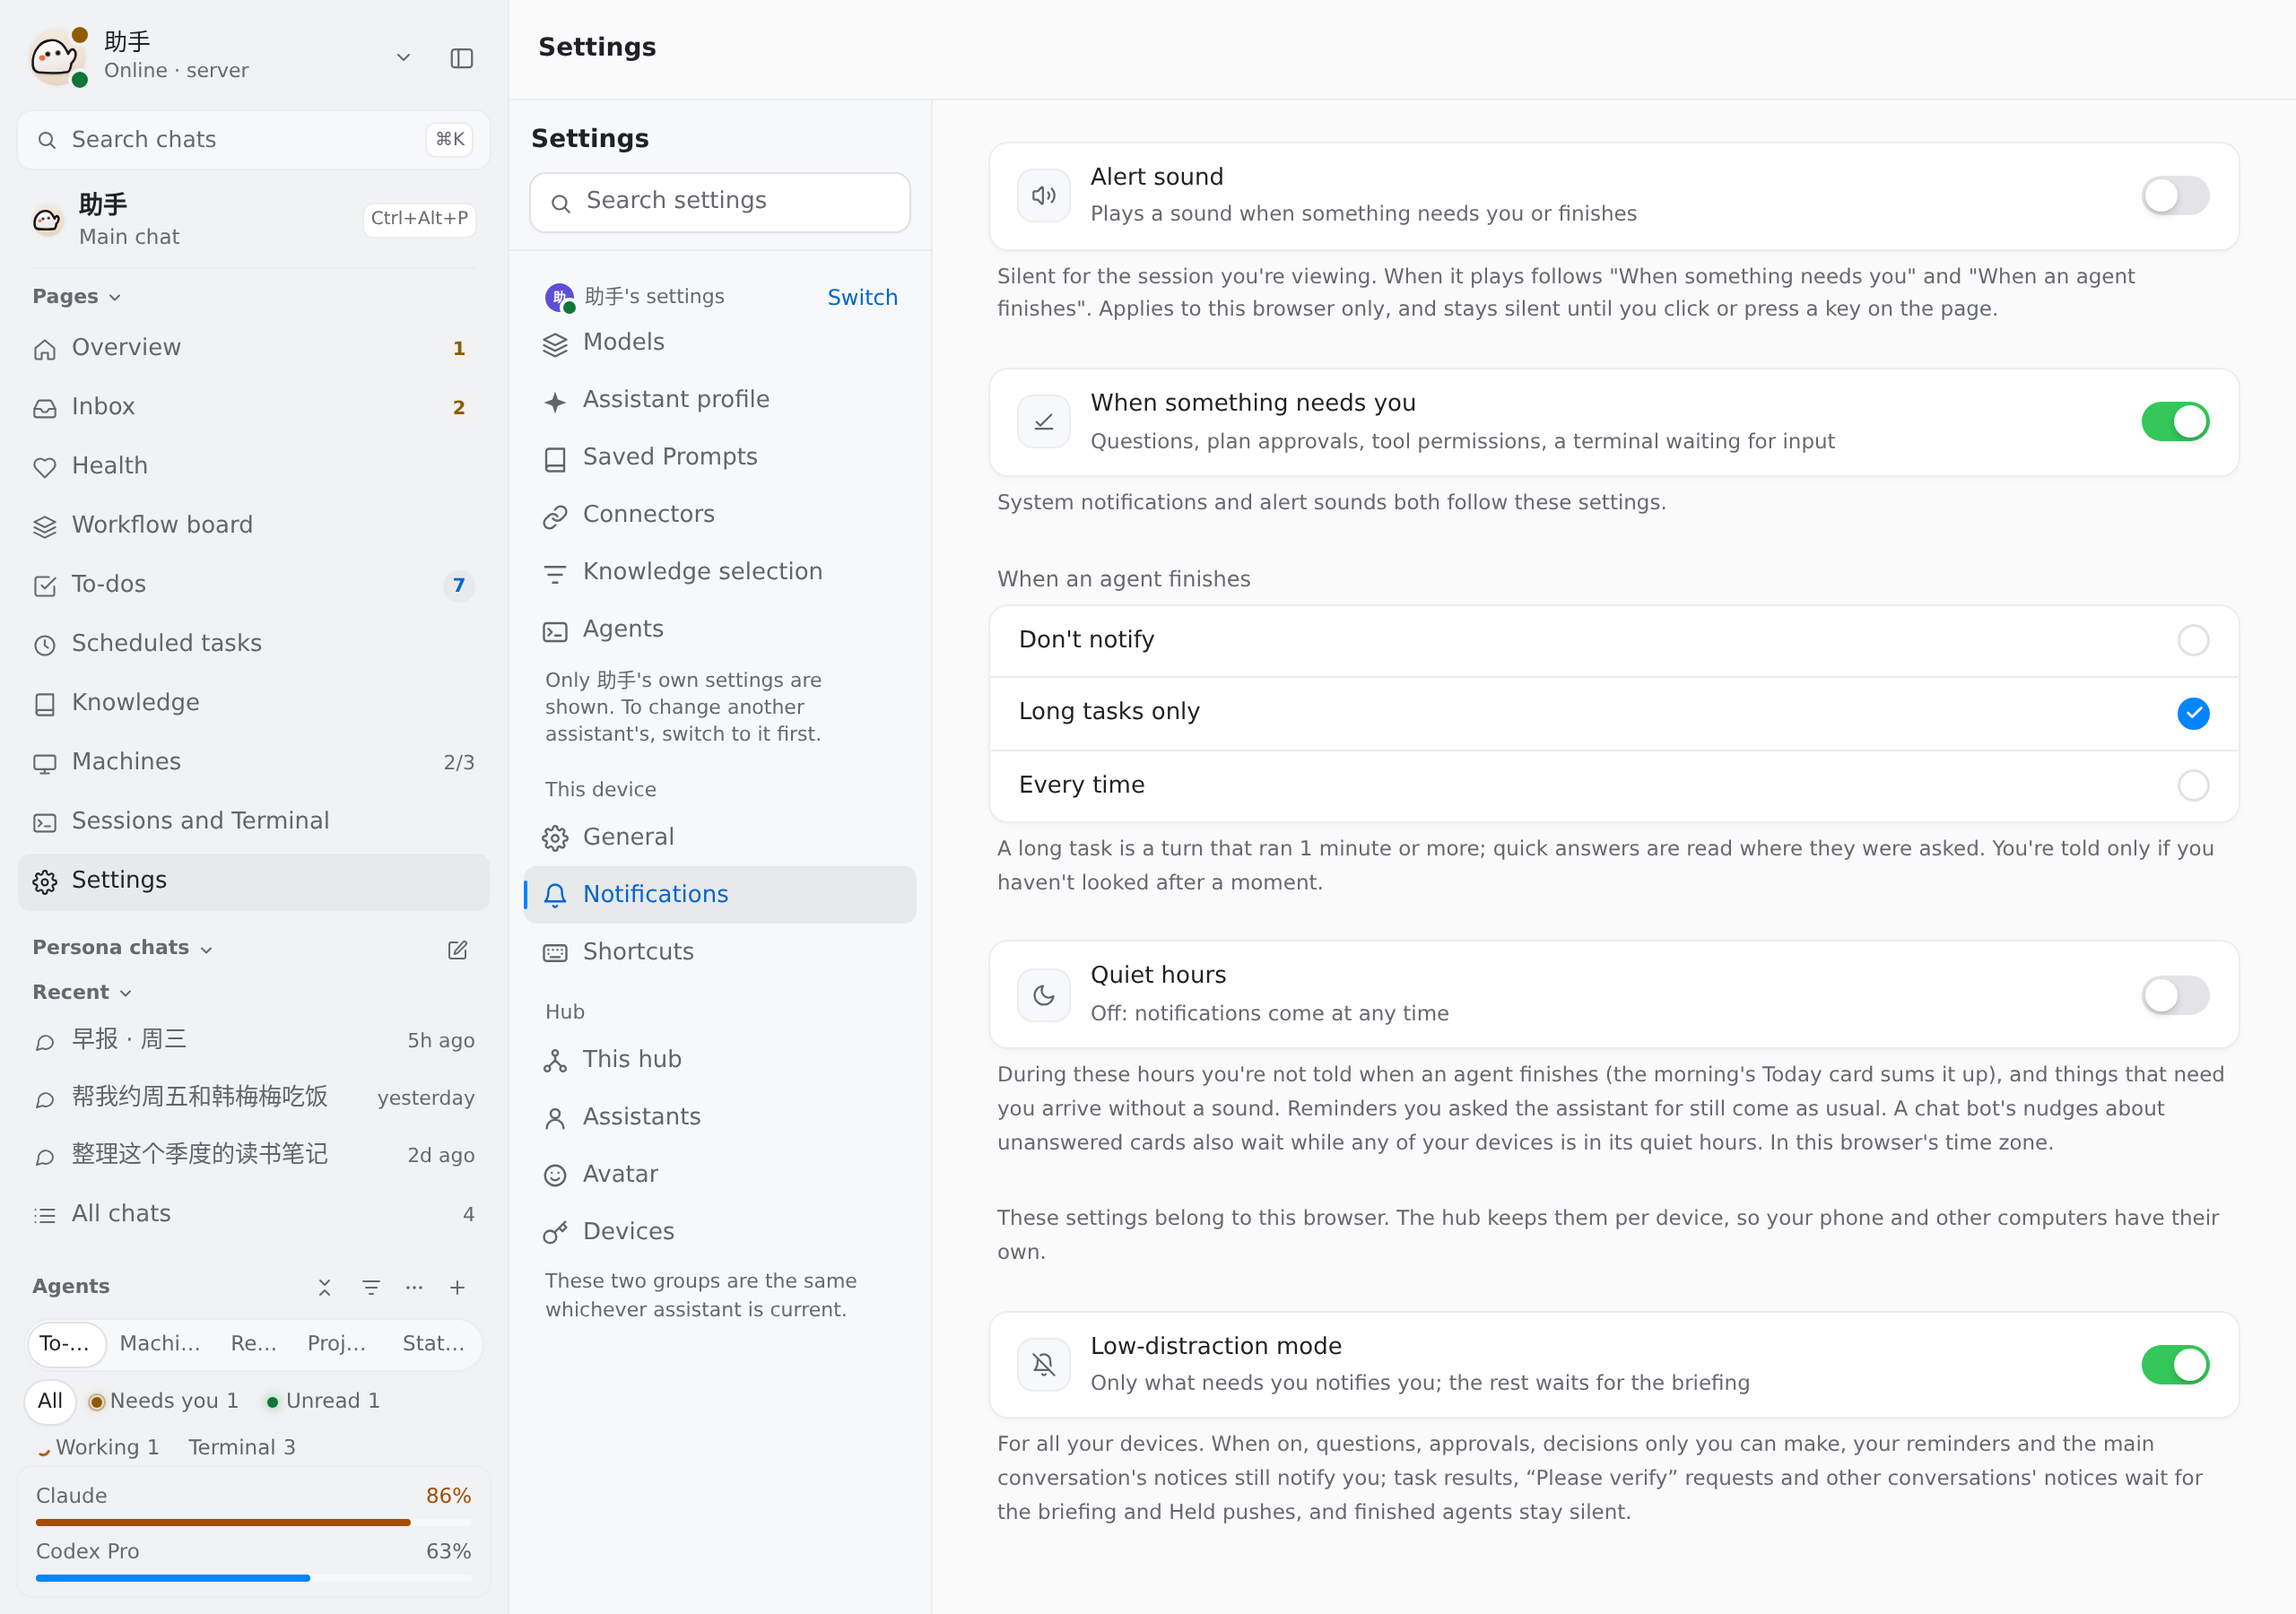 助手
Online · server
Search chats
⌘K
助手
Main chat
Ctrl+Alt+P
Pages
Overview
1
Inbox
2
Health
Workflow board
To-dos
7
Scheduled tasks
Knowledge
Machines
2/3
Sessions and Terminal
Settings
Persona chats
Recent
早报 · 周三
5h ago
帮我约周五和韩梅梅吃饭
yesterday
整理这个季度的读书笔记
2d ago
All chats
4
Agents
To-...
Machi...
Re...
Proj...
Stat...
All
Needs you 1
Unread 1
Working 1
Terminal 3
Claude
86%
Codex Pro
63%
Settings
Settings
Search settings
助
助手's settings
Switch
Models
Assistant profile
Saved Prompts
Connectors
Knowledge selection
Agents
Only 助手's own settings are
shown. To change another
assistant's, switch to it first.
This device
General
Notifications
Shortcuts
Hub
This hub
Assistants
Avatar
Devices
These two groups are the same
whichever assistant is current.
Alert sound
Plays a sound when something needs you or finishes
Silent for the session you're viewing. When it plays follows "When something needs you" and "When an agent
finishes". Applies to this browser only, and stays silent until you click or press a key on the page.
When something needs you
Questions, plan approvals, tool permissions, a terminal waiting for input
System notifications and alert sounds both follow these settings.
When an agent finishes
Don't notify
Long tasks only
Every time
A long task is a turn that ran 1 minute or more; quick answers are read where they were asked. You're told only if you
haven't looked after a moment.
Quiet hours
Off: notifications come at any time
During these hours you're not told when an agent finishes (the morning's Today card sums it up), and things that need
you arrive without a sound. Reminders you asked the assistant for still come as usual. A chat bot's nudges about
unanswered cards also wait while any of your devices is in its quiet hours. In this browser's time zone.
These settings belong to this browser. The hub keeps them per device, so your phone and other computers have their
own.
Low-distraction mode
Only what needs you notifies you; the rest waits for the briefing
For all your devices. When on, questions, approvals, decisions only you can make, your reminders and the main
conversation's notices still notify you; task results, “Please verify” requests and other conversations' notices wait for
the briefing and Held pushes, and finished agents stay silent.